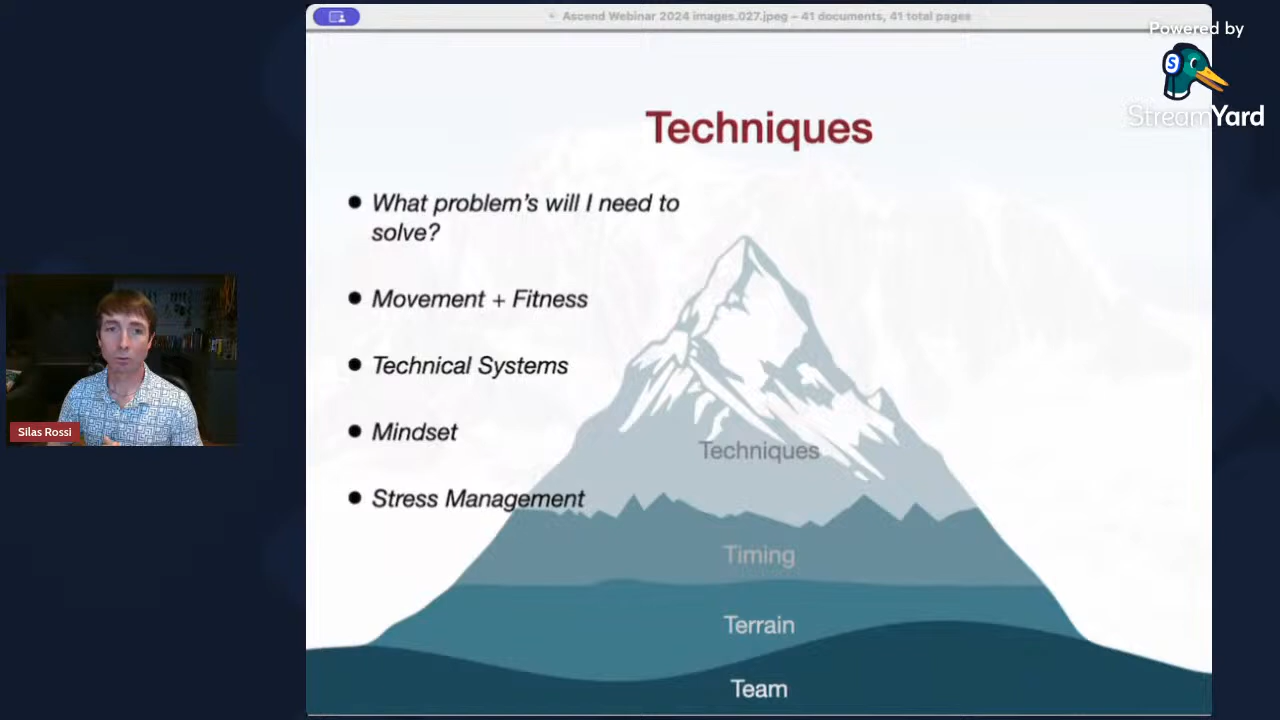 Ascend Webinar 2024 images.027.jpeg – 41 documents, 41 total pages
Powered by
S
StreamYard
Techniques
What problem's will I need to
solve?
Movement + Fitness
Technical Systems
Mindset
Stress Management
Techniques
Timing
Terrain
Team
Silas Rossi